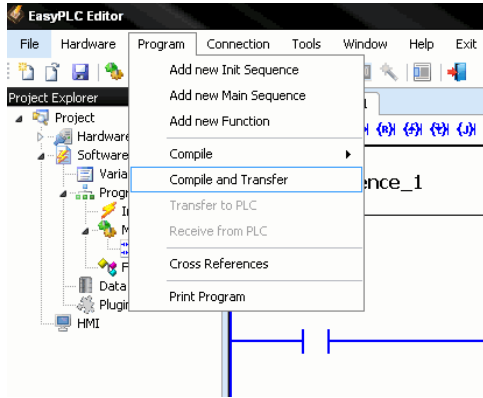 EasyPLC Editor
File Hardware Program Connection Tools Window Help Exit
Project Explorer
Project
Hardware
Software
Varia
Progr
I
M
F
Data
Plugin
HMI
Add new Init Sequence
Add new Main Sequence
Add new Function
Compile
Compile and Transfer
Transfer to PLC
Receive from PLC
Cross References
Print Program
1
(R) (S) (T) (J)
ence_1